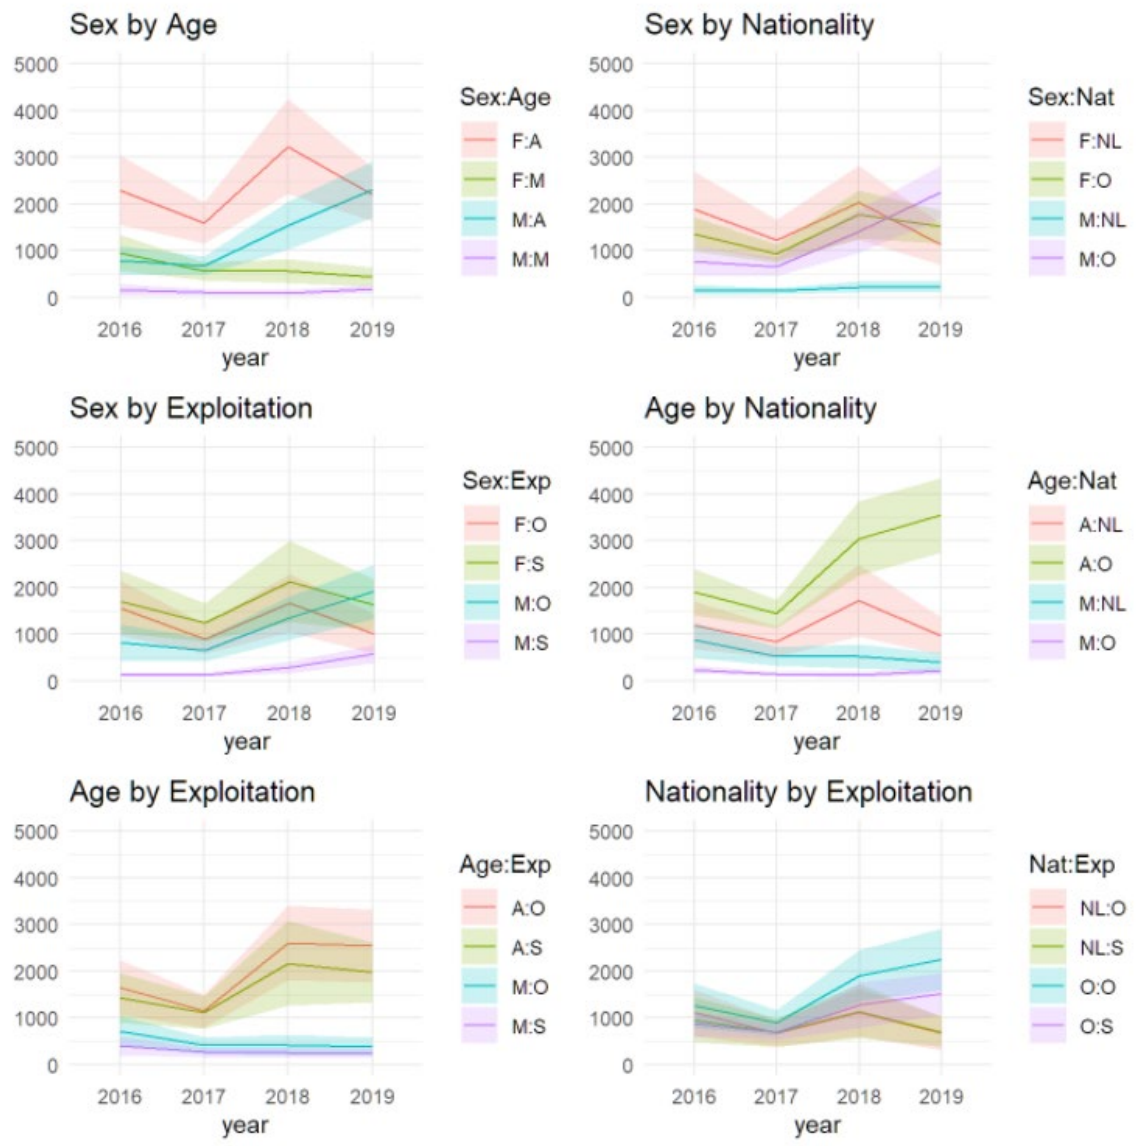 Sex by Age
5000
4000
3000
2000
1000
0
2016 2017 2018 2019
year
Sex:Age
F:A
F:M
M:A
M:M
Sex by Nationality
5000
4000
3000
2000
1000
0
2016 2017 2018 2019
year
Sex:Nat
F:NL
F:O
M:NL
M:O
Sex by Exploitation
5000
4000
3000
2000
1000
0
2016 2017 2018 2019
year
Sex:Exp
F:O
F:S
M:O
M:S
Age by Nationality
5000
4000
3000
2000
1000
0
2016 2017 2018 2019
year
Age:Nat
A:NL
A:O
M:NL
M:O
Age by Exploitation
5000
4000
3000
2000
1000
0
2016 2017 2018 2019
year
Age:Exp
A:O
A:S
M:O
M:S
Nationality by Exploitation
5000
4000
3000
2000
1000
0
2016 2017 2018 2019
year
Nat:Exp
NL:O
NL:S
O:O
O:S